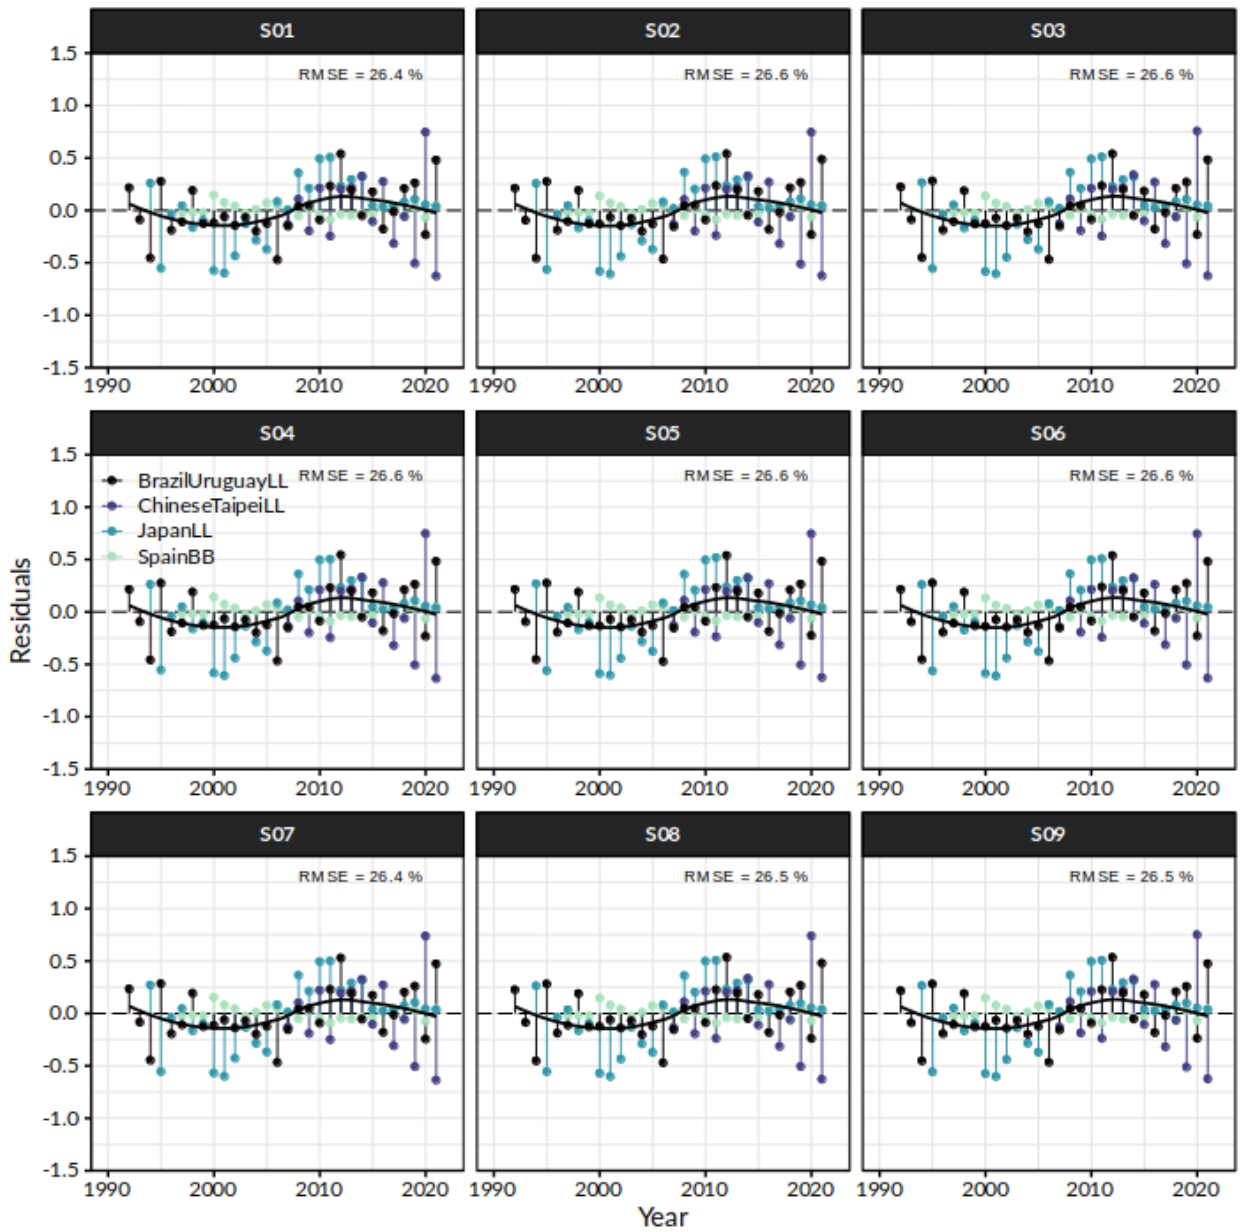 S01 S02 S03
1.5
RMSE = 26.4 % RMSE = 26.6 % RMSE = 26.6 %
1.0
0.5
0.0
-0.5
-1.0
-1.5
1990 2000 2010 2020 1990 2000 2010 2020 1990 2000 2010 2020
S04 S05 S06
1.5
RMSE = 26.6 % RMSE = 26.6 % RMSE = 26.6 %
BrazilUruguayLL
1.0
ChineseTaipeiLL
JapanLL
0.5
SpainBB
Residuals
0.0
-0.5
-1.0
-1.5
1990 2000 2010 2020 1990 2000 2010 2020 1990 2000 2010 2020
S07 S08 S09
1.5
RMSE = 26.4 % RMSE = 26.5 % RMSE = 26.5 %
1.0
0.5
0.0
-0.5
-1.0
-1.5
1990 2000 2010 2020 1990 2000 2010 2020 1990 2000 2010 2020
Year